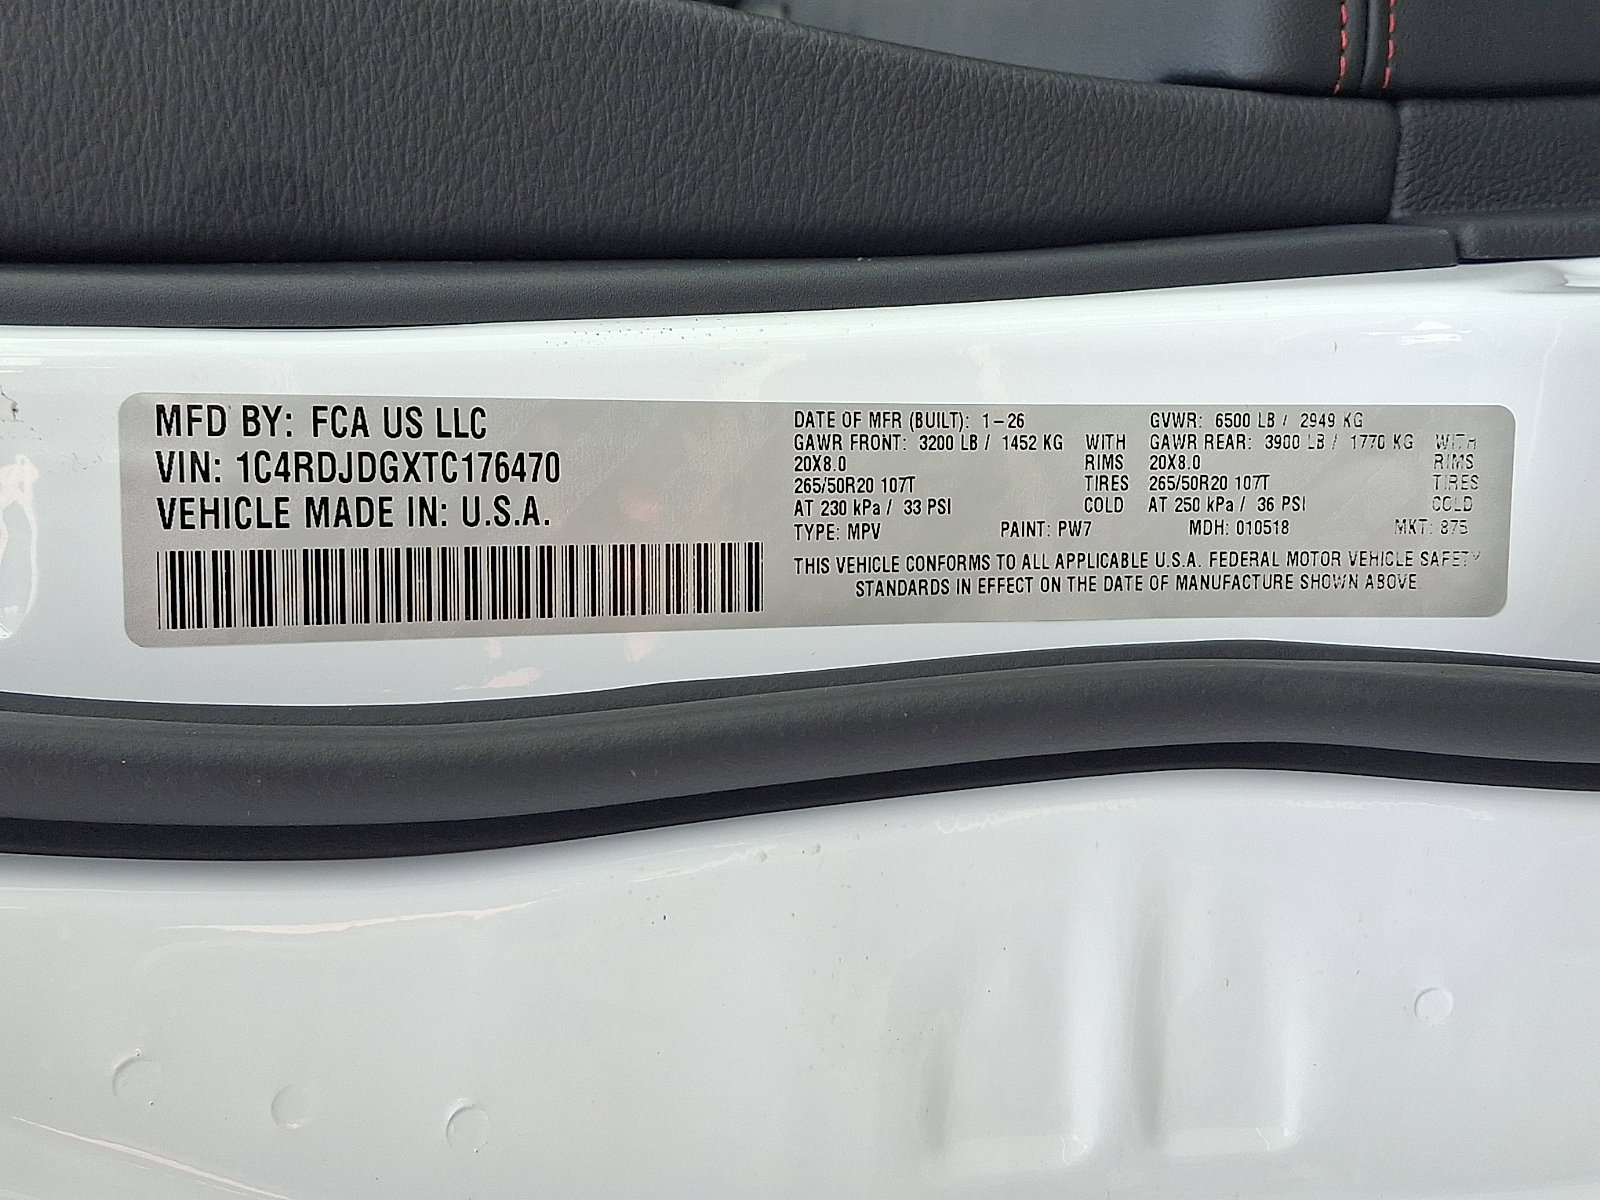 MFD BY: FCA US LLC
VIN: 1C4RDJDGXTC176470
VEHICLE MADE IN: U.S.A.
DATE OF MFR (BUILT): 1-26
GAWR FRONT: 3200 LB / 1452 KG WITH
20X8.0 RIMS
265/50R20 107T TIRES
AT 230 kPa / 33 PSI COLD
GVWR: 6500 LB / 2949 KG
GAWR REAR: 3900 LB / 1770 KG WITH
20X8.0 RIMS
265/50R20 107T TIRES
AT 250 kPa / 36 PSI COLD
TYPE: MPV PAINT: PW7 MDH: 010518 MKT: 875
THIS VEHICLE CONFORMS TO ALL APPLICABLE U.S.A. FEDERAL MOTOR VEHICLE SAFETY
STANDARDS IN EFFECT ON THE DATE OF MANUFACTURE SHOWN ABOVE.